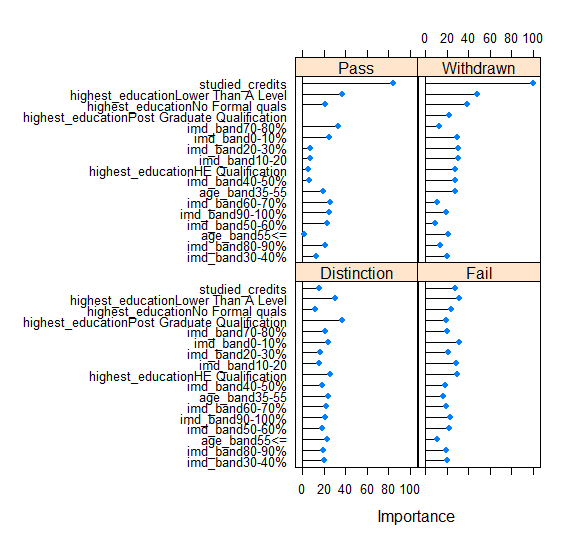 0 20 40 60 80 100
Pass Withdrawn
studied_credits
highest_educationLower Than A Level
highest_educationNo Formal quals
highest_educationPost Graduate Qualification
imd_band70-80%
imd_band0-10%
imd_band20-30%
imd_band10-20
highest_educationHE Qualification
imd_band40-50%
age_band35-55
imd_band60-70%
imd_band90-100%
imd_band50-60%
age_band55<=
imd_band80-90%
imd_band30-40%
Distinction Fail
studied_credits
highest_educationLower Than A Level
highest_educationNo Formal quals
highest_educationPost Graduate Qualification
imd_band70-80%
imd_band0-10%
imd_band20-30%
imd_band10-20
highest_educationHE Qualification
imd_band40-50%
age_band35-55
imd_band60-70%
imd_band90-100%
imd_band50-60%
age_band55<=
imd_band80-90%
imd_band30-40%
0 20 40 60 80 100
Importance